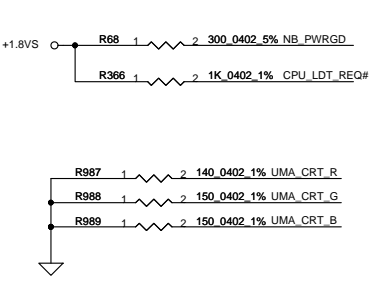 R68 1 2 300_0402_5% NB_PWRGD
+1.8VS
R366 1 2 1K_0402_1% CPU_LDT_REQ#
R987 1 2 140_0402_1% UMA_CRT_R
R988 1 2 150_0402_1% UMA_CRT_G
R989 1 2 150_0402_1% UMA_CRT_B